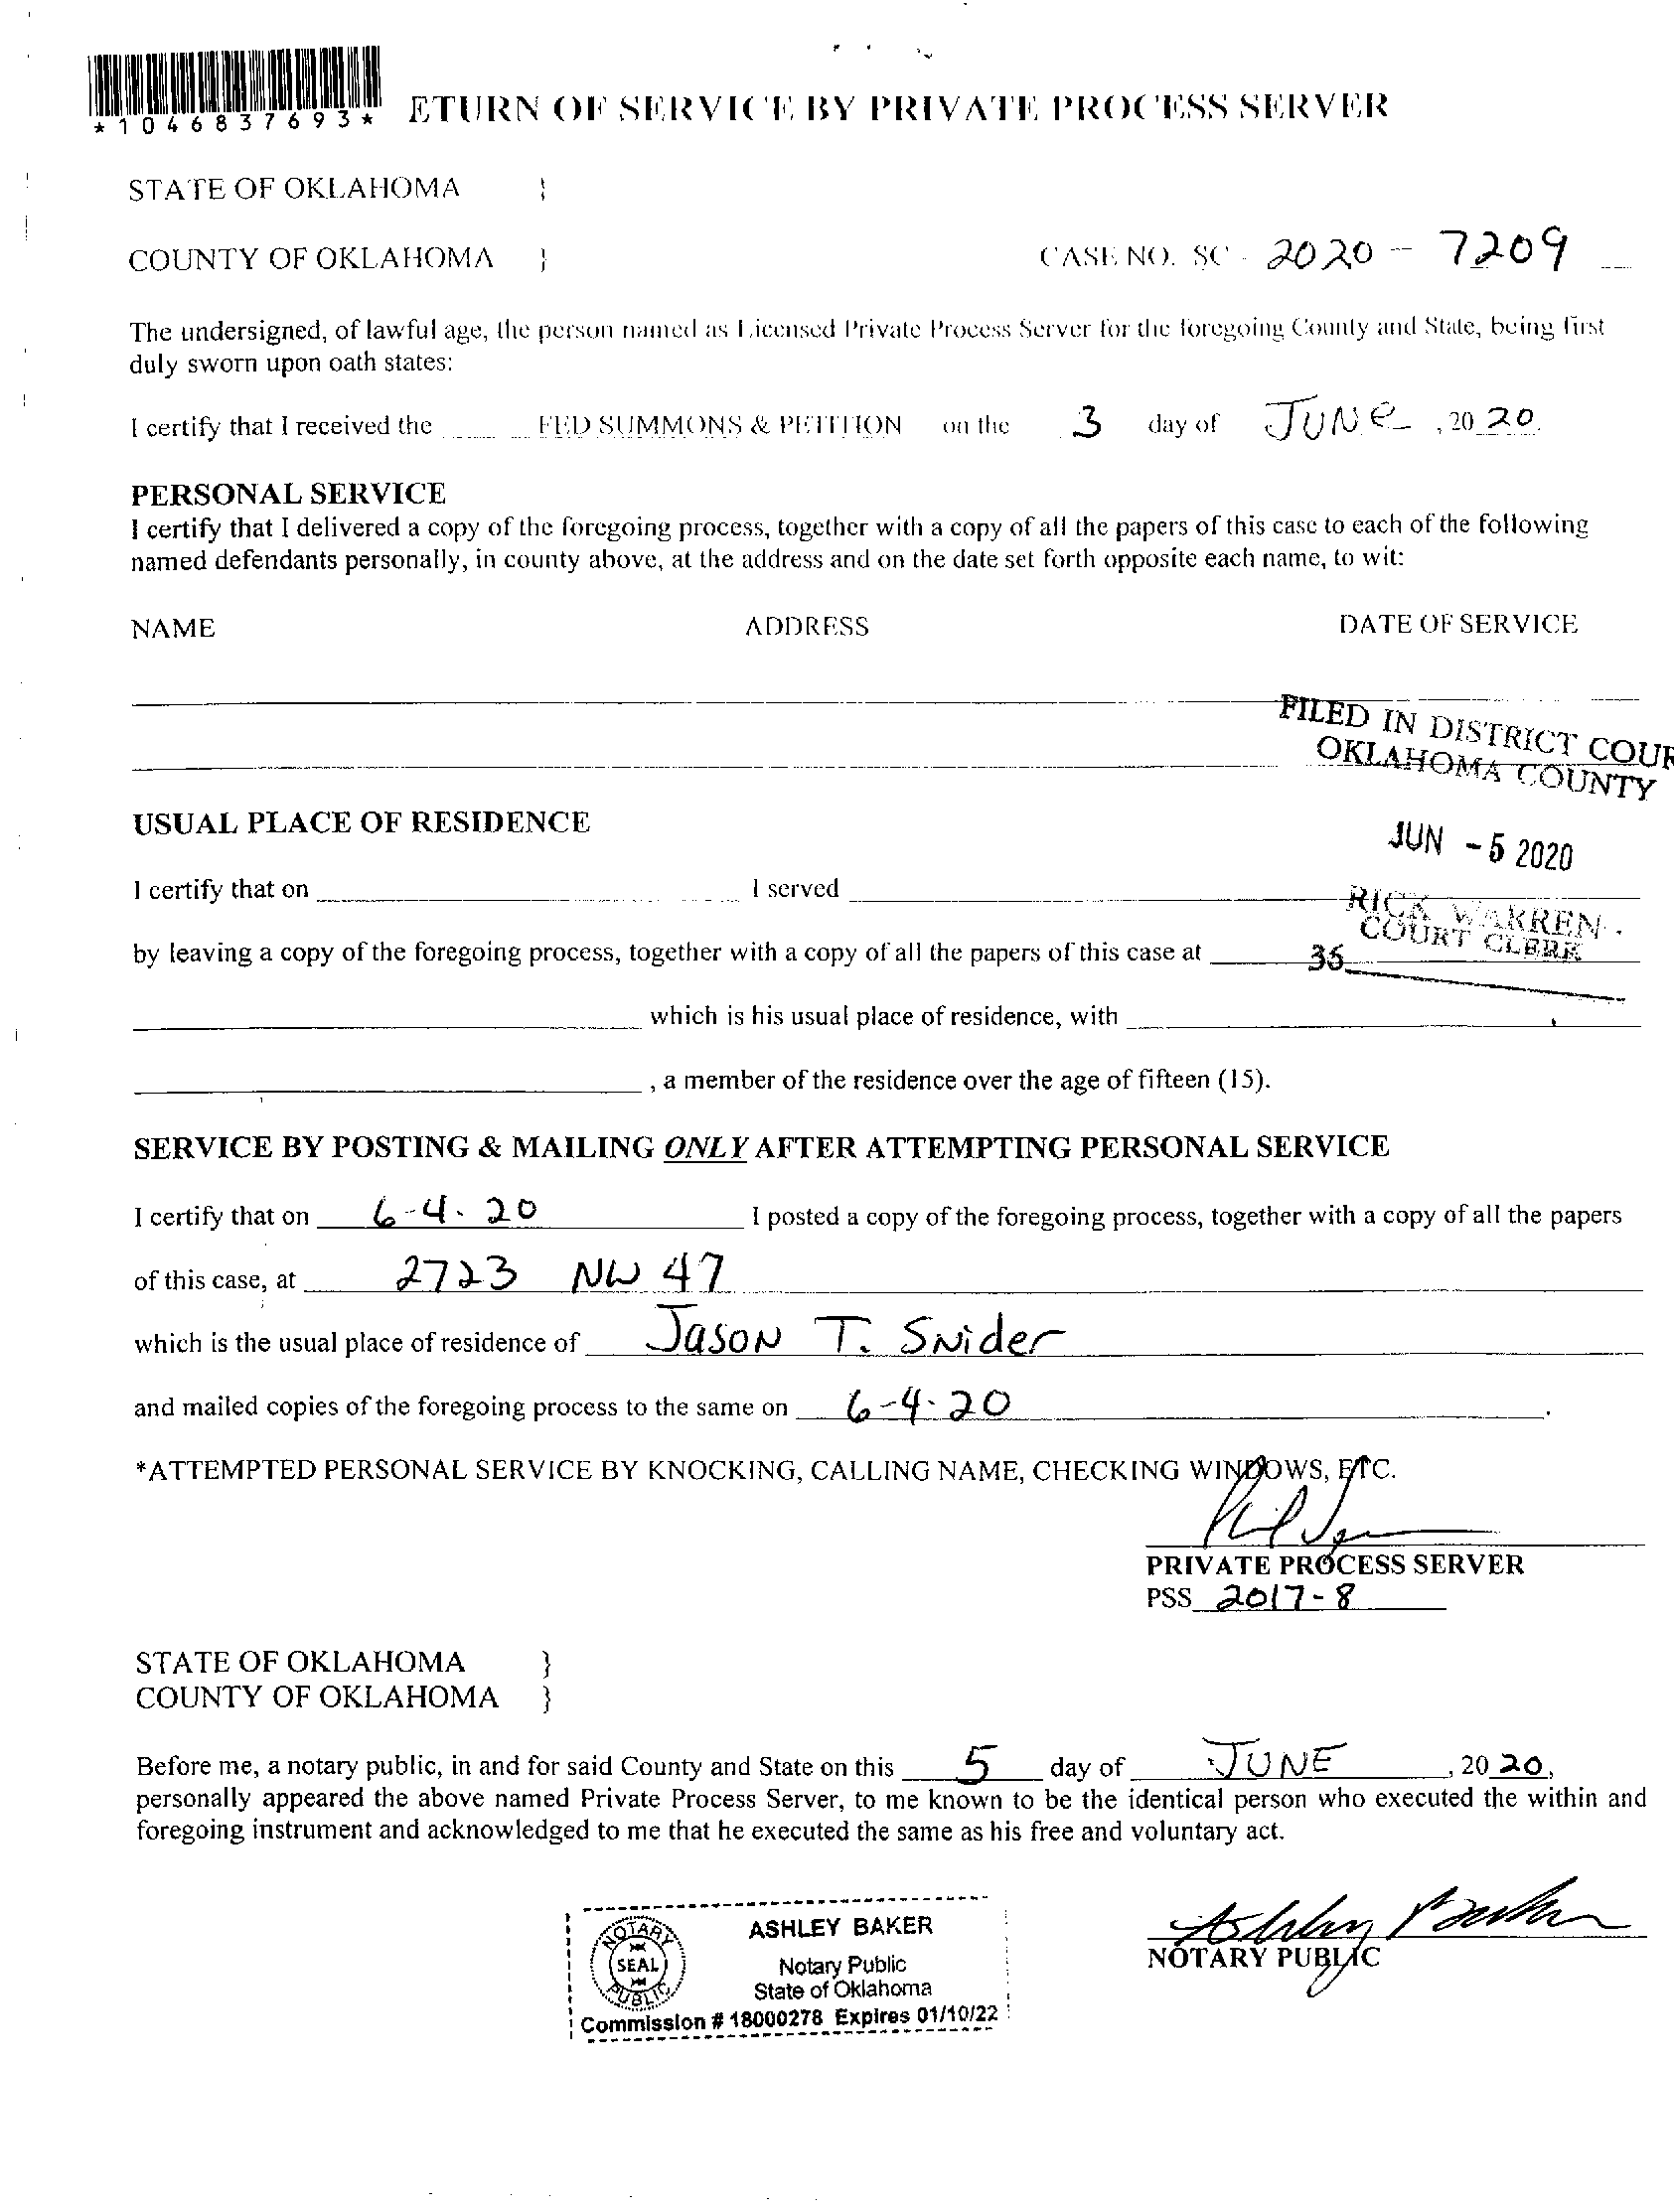 *1046837693*
ETURN OF SERVICE BY PRIVATE PROCESS SERVER
STATE OF OKLAHOMA }
COUNTY OF OKLAHOMA } CASE NO. SC - 2020 - 7209
The undersigned, of lawful age, the person named as Licensed Private Process Server for the foregoing County and State, being first
duly sworn upon oath states:
I certify that I received the FED SUMMONS & PETITION on the 3 day of JUNe , 20 20.
PERSONAL SERVICE
I certify that I delivered a copy of the foregoing process, together with a copy of all the papers of this case to each of the following
named defendants personally, in county above, at the address and on the date set forth opposite each name, to wit:
NAME ADDRESS DATE OF SERVICE
FILED IN DISTRICT COUR
OKLAHOMA COUNTY
USUAL PLACE OF RESIDENCE
JUN - 5 2020
I certify that on I served
RICK WARREN
COURT CLERK
by leaving a copy of the foregoing process, together with a copy of all the papers of this case at 36
which is his usual place of residence, with
, a member of the residence over the age of fifteen (15).
SERVICE BY POSTING & MAILING ONLY AFTER ATTEMPTING PERSONAL SERVICE
I certify that on 6-4-20 I posted a copy of the foregoing process, together with a copy of all the papers
of this case, at 2723 NW 47
which is the usual place of residence of Jason T. Snider
and mailed copies of the foregoing process to the same on 6-4-20.
*ATTEMPTED PERSONAL SERVICE BY KNOCKING, CALLING NAME, CHECKING WINDOWS, ETC.
PRIVATE PROCESS SERVER
PSS 2017-8
STATE OF OKLAHOMA }
COUNTY OF OKLAHOMA }
Before me, a notary public, in and for said County and State on this 5 day of JUNE , 20 20,
personally appeared the above named Private Process Server, to me known to be the identical person who executed the within and
foregoing instrument and acknowledged to me that he executed the same as his free and voluntary act.
Ashley Baker
NOTARY PUBLIC
NOTARY SEAL PUBLIC
ASHLEY BAKER
Notary Public
State of Oklahoma
Commission # 18000278 Expires 01/10/22